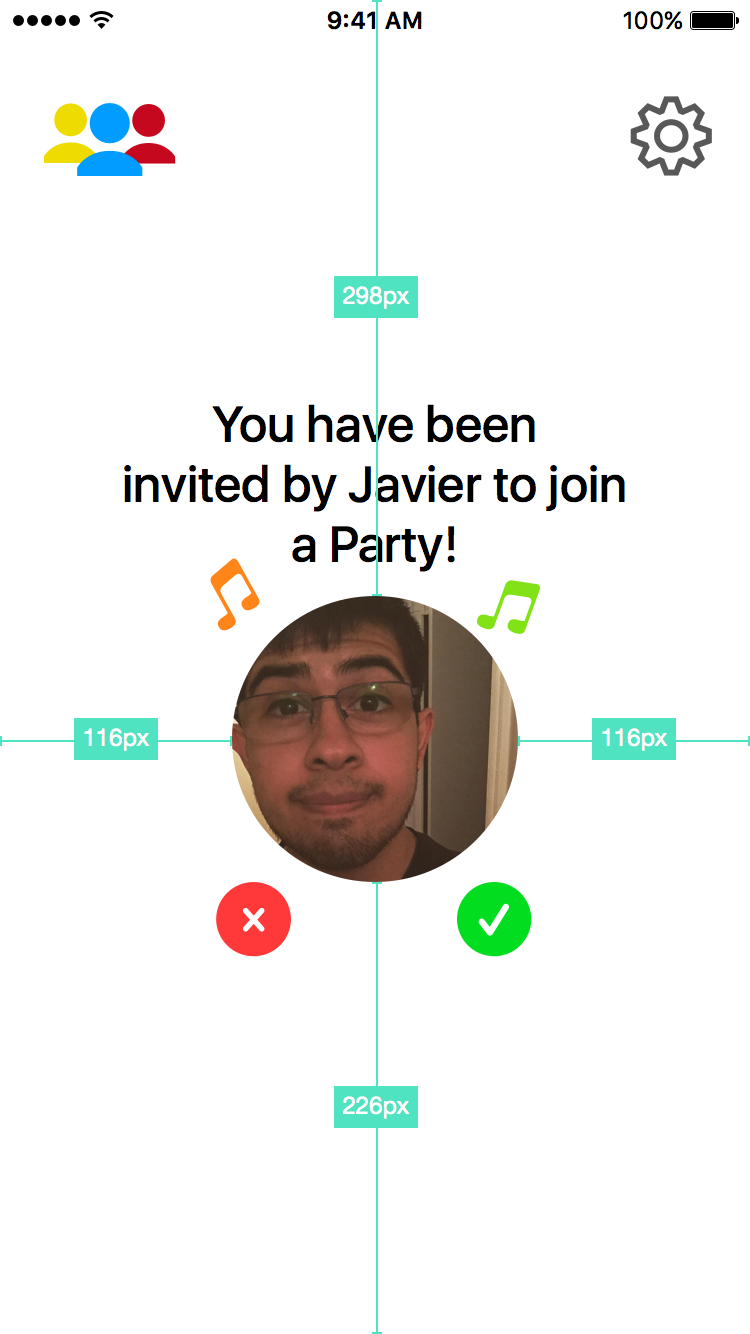 9:41 AM
100%
298px
You have been
invited by Javier to join
a Party!
116px
116px
226px